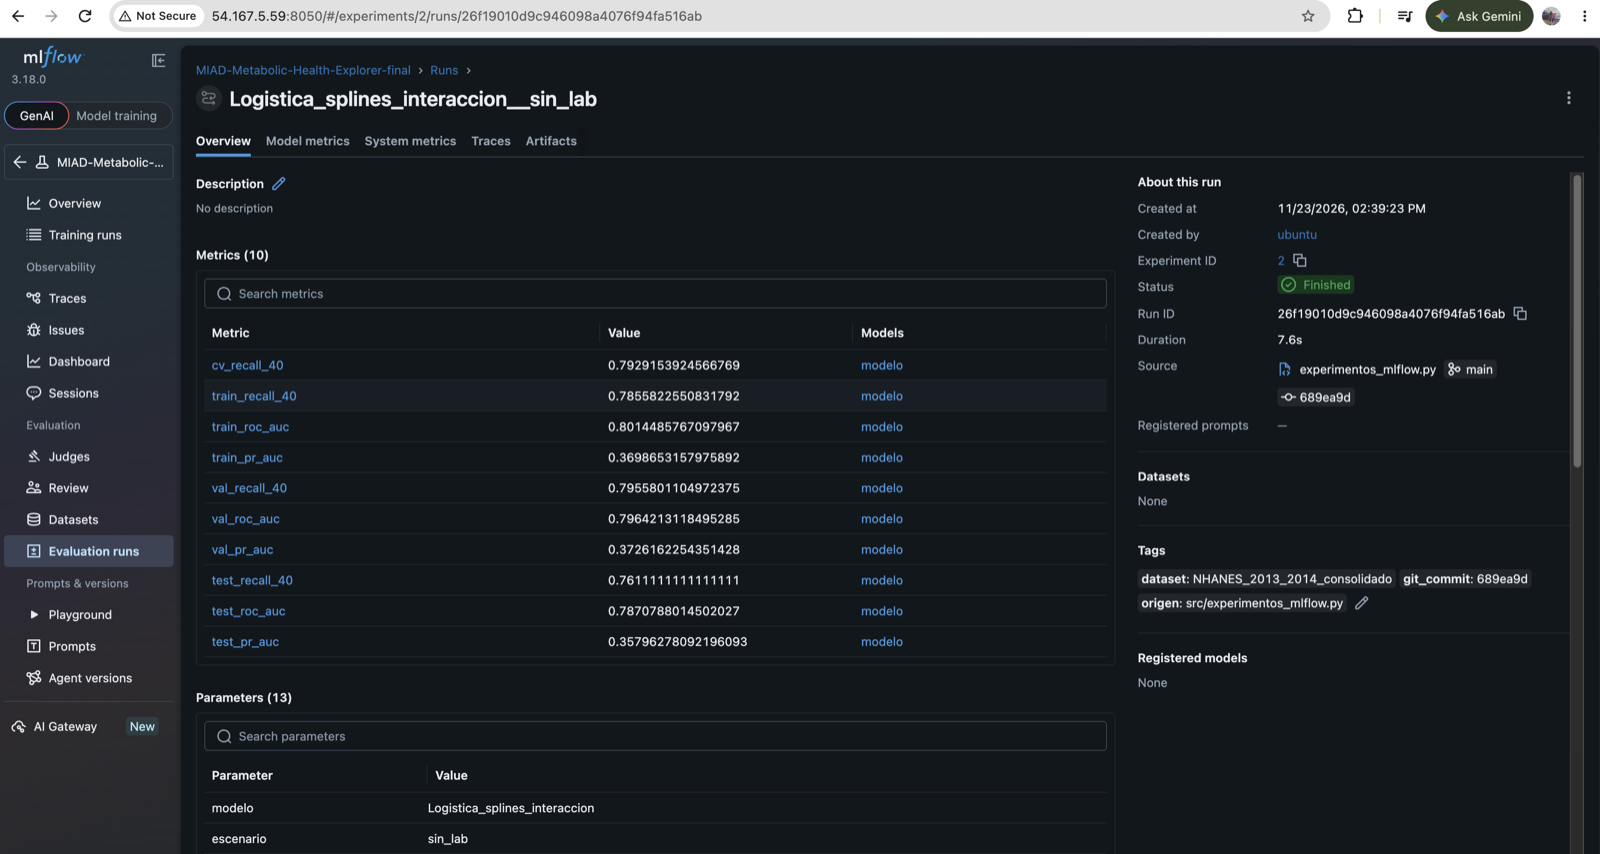 Not Secure 54.167.5.59:8050/#/experiments/2/runs/26f19010d9c946098a4076f94fa516ab Ask Gemini
mlflow
3.18.0
GenAI Model training
MIAD-Metabolic-...
Overview
Training runs
Observability
Traces
Issues
Dashboard
Sessions
Evaluation
Judges
Review
Datasets
Evaluation runs
Prompts & versions
Playground
Prompts
Agent versions
AI Gateway New
MIAD-Metabolic-Health-Explorer-final › Runs ›
Logistica_splines_interaccion__sin_lab
Overview Model metrics System metrics Traces Artifacts
Description
No description
Metrics (10)
Search metrics
Metric Value Models
cv_recall_40 0.7929153924566769 modelo
train_recall_40 0.7855822550831792 modelo
train_roc_auc 0.8014485767097967 modelo
train_pr_auc 0.3698653157975892 modelo
val_recall_40 0.7955801104972375 modelo
val_roc_auc 0.7964213118495285 modelo
val_pr_auc 0.3726162254351428 modelo
test_recall_40 0.7611111111111111 modelo
test_roc_auc 0.7870788014502027 modelo
test_pr_auc 0.35796278092196093 modelo
Parameters (13)
Search parameters
Parameter Value
modelo Logistica_splines_interaccion
escenario sin_lab
About this run
Created at 11/23/2026, 02:39:23 PM
Created by ubuntu
Experiment ID 2
Status Finished
Run ID 26f19010d9c946098a4076f94fa516ab
Duration 7.6s
Source experimentos_mlflow.py main
689ea9d
Registered prompts —
Datasets
None
Tags
dataset: NHANES_2013_2014_consolidado git_commit: 689ea9d
origen: src/experimentos_mlflow.py
Registered models
None